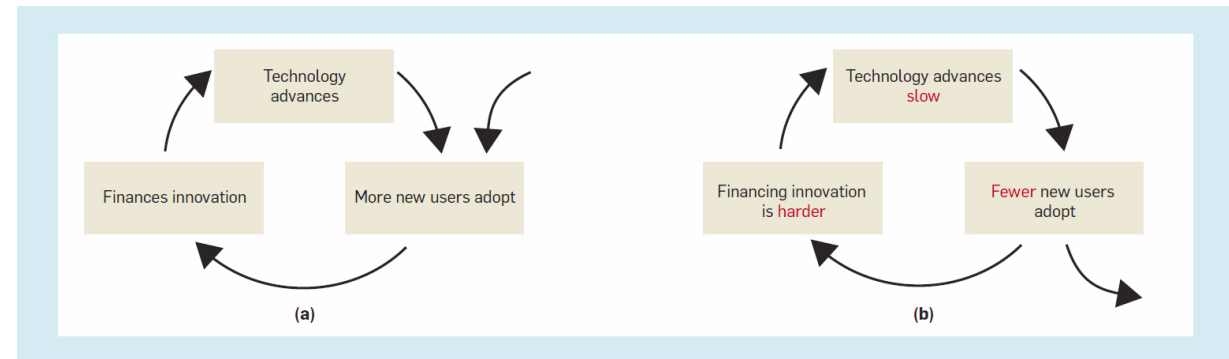 Technology
advances
Finances innovation
More new users adopt
(a)
Technology advances
slow
Financing innovation
is harder
Fewer new users
adopt
(b)